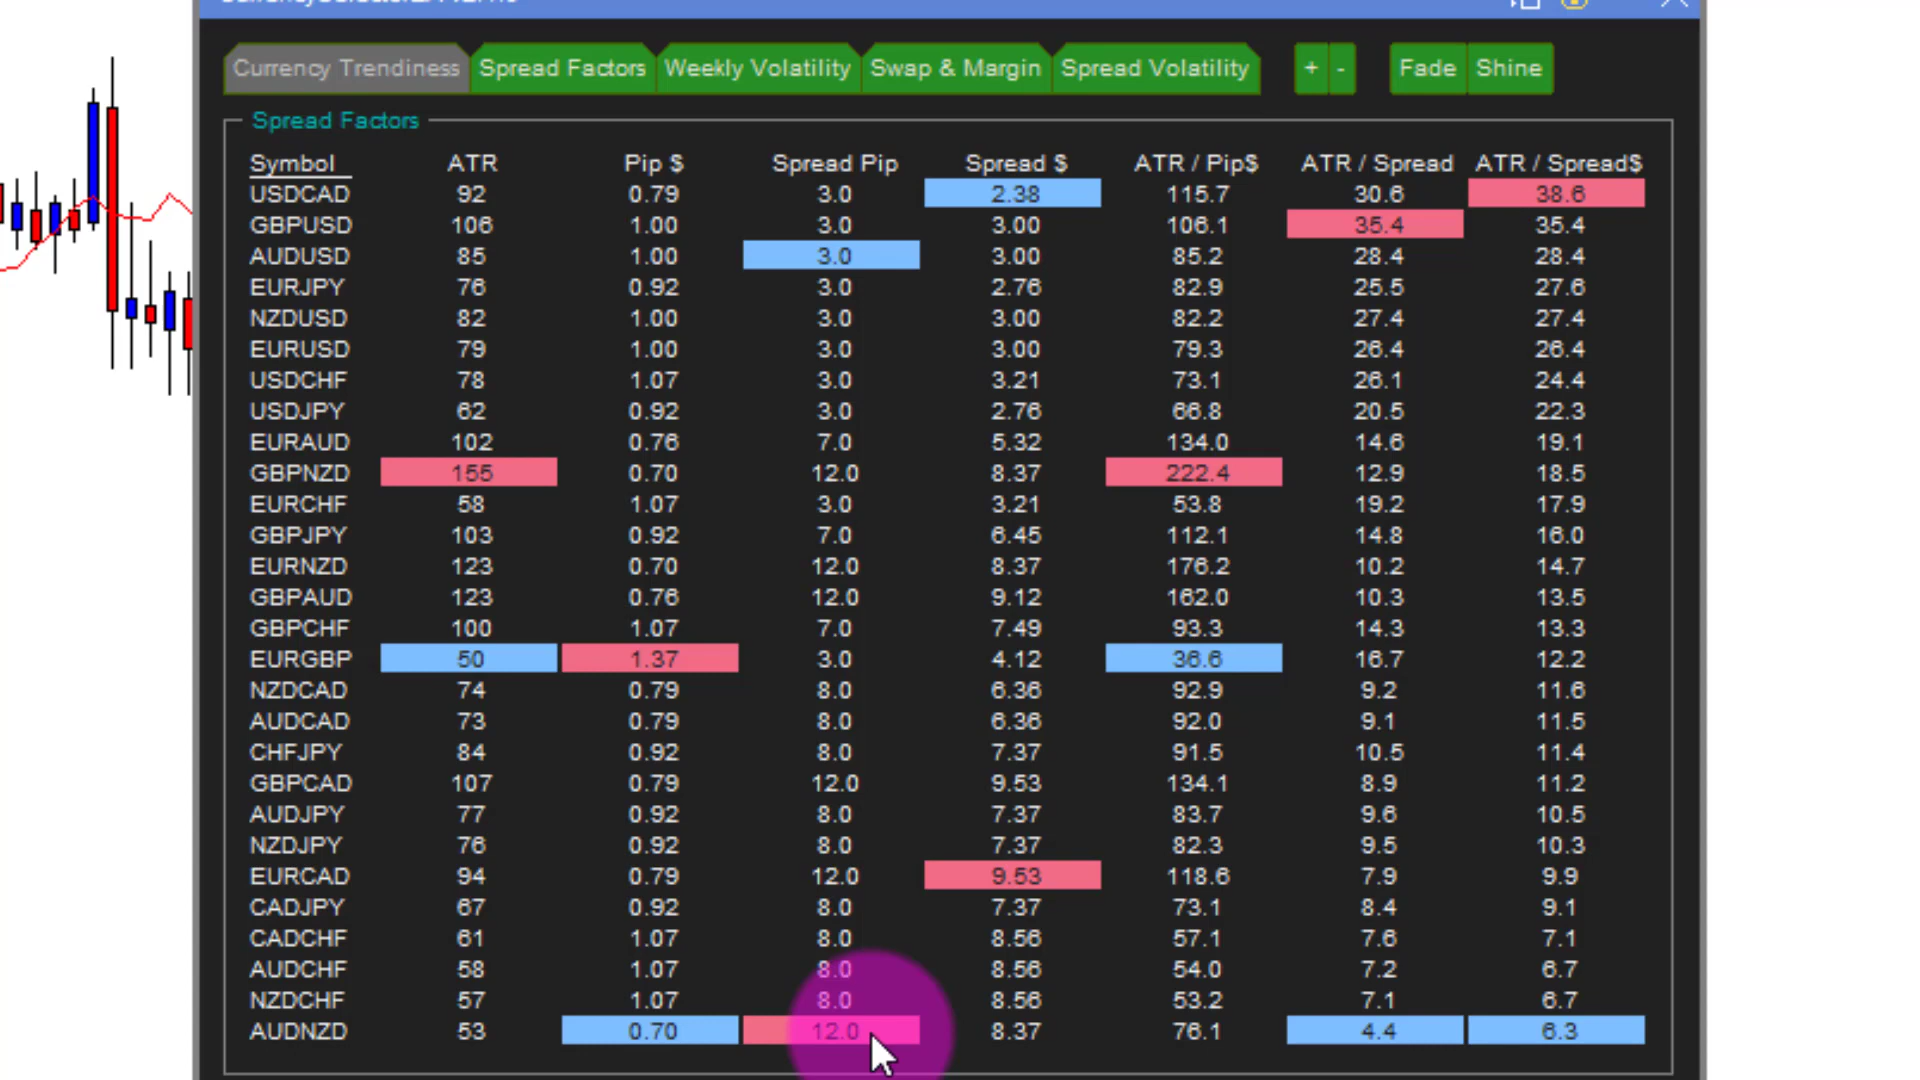 Currency Trendiness Spread Factors Weekly Volatility Swap & Margin Spread Volatility + - Fade Shine
Spread Factors
Symbol ATR Pip $ Spread Pip Spread $ ATR / Pip$ ATR / Spread ATR / Spread$
USDCAD 92 0.79 3.0 2.38 115.7 30.6 38.6
GBPUSD 106 1.00 3.0 3.00 106.1 35.4 35.4
AUDUSD 85 1.00 3.0 3.00 85.2 28.4 28.4
EURJPY 76 0.92 3.0 2.76 82.9 25.5 27.6
NZDUSD 82 1.00 3.0 3.00 82.2 27.4 27.4
EURUSD 79 1.00 3.0 3.00 79.3 26.4 26.4
USDCHF 78 1.07 3.0 3.21 73.1 26.1 24.4
USDJPY 62 0.92 3.0 2.76 66.8 20.5 22.3
EURAUD 102 0.76 7.0 5.32 134.0 14.6 19.1
GBPNZD 155 0.70 12.0 8.37 222.4 12.9 18.5
EURCHF 58 1.07 3.0 3.21 53.8 19.2 17.9
GBPJPY 103 0.92 7.0 6.45 112.1 14.8 16.0
EURNZD 123 0.70 12.0 8.37 176.2 10.2 14.7
GBPAUD 123 0.76 12.0 9.12 162.0 10.3 13.5
GBPCHF 100 1.07 7.0 7.49 93.3 14.3 13.3
EURGBP 50 1.37 3.0 4.12 36.6 16.7 12.2
NZDCAD 74 0.79 8.0 6.36 92.9 9.2 11.6
AUDCAD 73 0.79 8.0 6.36 92.0 9.1 11.5
CHFJPY 84 0.92 8.0 7.37 91.5 10.5 11.4
GBPCAD 107 0.79 12.0 9.53 134.1 8.9 11.2
AUDJPY 77 0.92 8.0 7.37 83.7 9.6 10.5
NZDJPY 76 0.92 8.0 7.37 82.3 9.5 10.3
EURCAD 94 0.79 12.0 9.53 118.6 7.9 9.9
CADJPY 67 0.92 8.0 7.37 73.1 8.4 9.1
CADCHF 61 1.07 8.0 8.56 57.1 7.6 7.1
AUDCHF 58 1.07 8.0 8.56 54.0 7.2 6.7
NZDCHF 57 1.07 8.0 8.56 53.2 7.1 6.7
AUDNZD 53 0.70 12.0 8.37 76.1 4.4 6.3